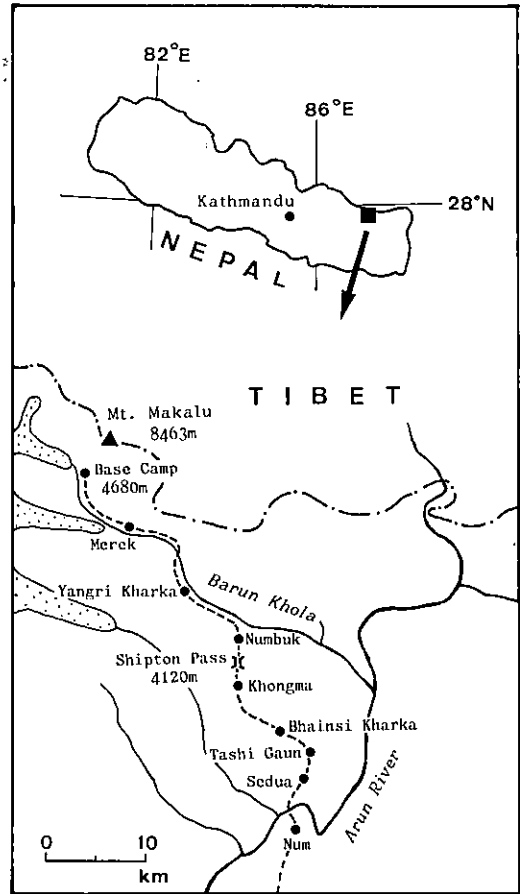 82°E
86°E
Kathmandu
28°N
NEPAL
TIBET
Mt. Makalu
8463m
Base Camp
4680m
Merek
Barun Khola
Yangri Kharka
Numbuk
Shipton Pass
4120m
Khongma
Bhainsi Kharka
Tashi Gaun
Sedua
Arun River
Num
0 10
km